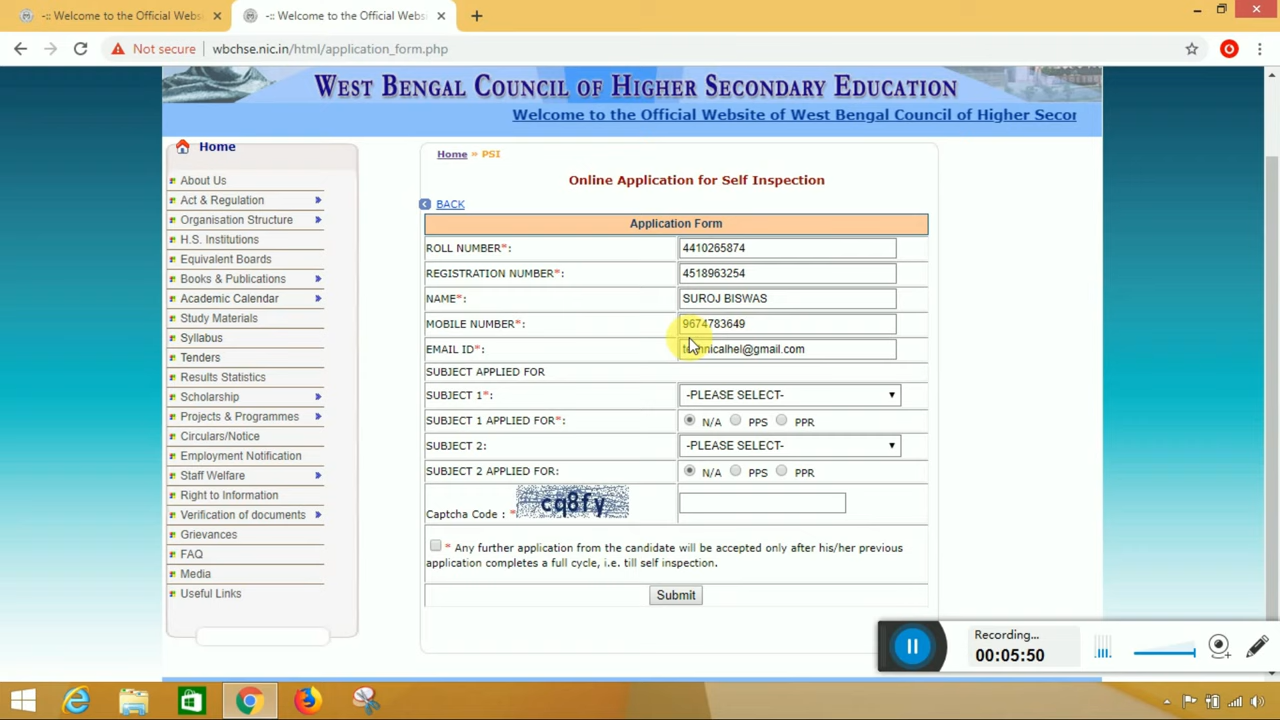 -:: Welcome to the Official Webs
-:: Welcome to the Official Webs
Not secure
wbchse.nic.in/html/application_form.php
WEST BENGAL COUNCIL OF HIGHER SECONDARY EDUCATION
Welcome to the Official Website of West Bengal Council of Higher Secor
Home
About Us
Act & Regulation
Organisation Structure
H.S. Institutions
Equivalent Boards
Books & Publications
Academic Calendar
Study Materials
Syllabus
Tenders
Results Statistics
Scholarship
Projects & Programmes
Circulars/Notice
Employment Notification
Staff Welfare
Right to Information
Verification of documents
Grievances
FAQ
Media
Useful Links
Home » PSI
Online Application for Self Inspection
BACK
Application Form
ROLL NUMBER*: 4410265874
REGISTRATION NUMBER*: 4518963254
NAME*: SUROJ BISWAS
MOBILE NUMBER*: 9674783649
EMAIL ID*: technicalhel@gmail.com
SUBJECT APPLIED FOR
SUBJECT 1*: -PLEASE SELECT-
SUBJECT 1 APPLIED FOR*: N/A PPS PPR
SUBJECT 2: -PLEASE SELECT-
SUBJECT 2 APPLIED FOR: N/A PPS PPR
Captcha Code : * cq8fy
* Any further application from the candidate will be accepted only after his/her previous
application completes a full cycle, i.e. till self inspection.
Submit
Recording...
00:05:50